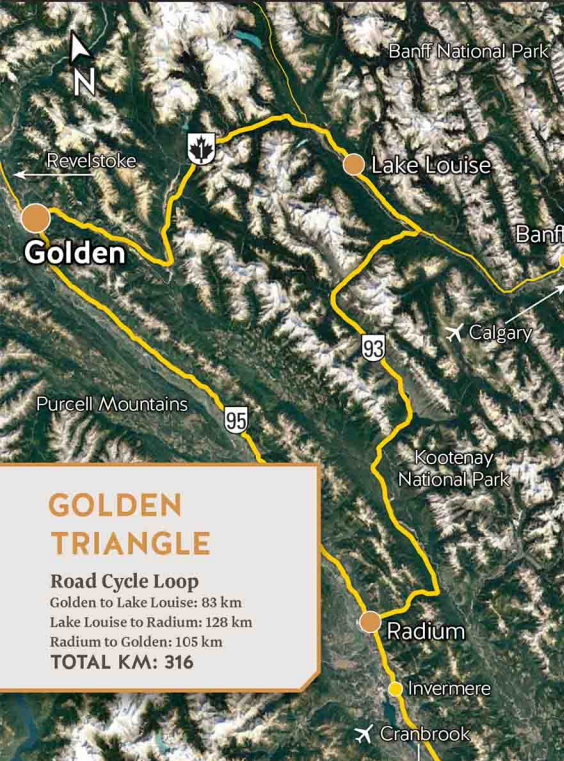 N
Banff National Park
Revelstoke
1
Lake Louise
Golden
Banf
Calgary
93
Purcell Mountains
95
Kootenay
National Park
GOLDEN
TRIANGLE
Road Cycle Loop
Golden to Lake Louise: 83 km
Lake Louise to Radium: 128 km
Radium to Golden: 105 km
TOTAL KM: 316
Radium
Invermere
Cranbrook